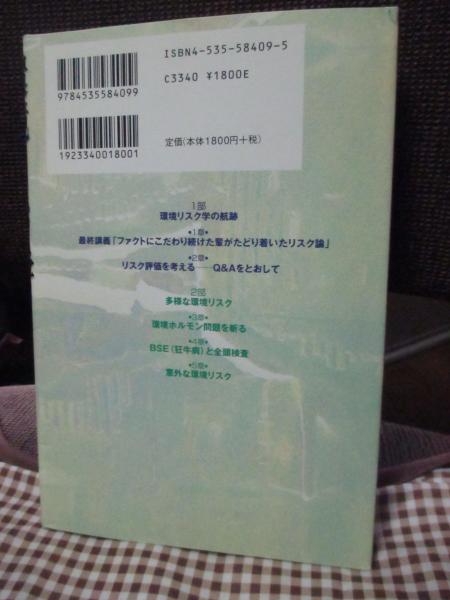 ISBN4-535-58409-5
C3340 ¥1800E
9784535584099
1923340018001
定価(本体1800円+税)
1部
環境リスク学の航跡
•1章•
最終講義「ファクトにこだわり続けた輩がたどり着いたリスク論」
•2章•
リスク評価を考える――Q&Aをとおして
2部
多様な環境リスク
•3章•
環境ホルモン問題を斬る
•4章•
BSE(狂牛病)と全頭検査
•5章•
意外な環境リスク